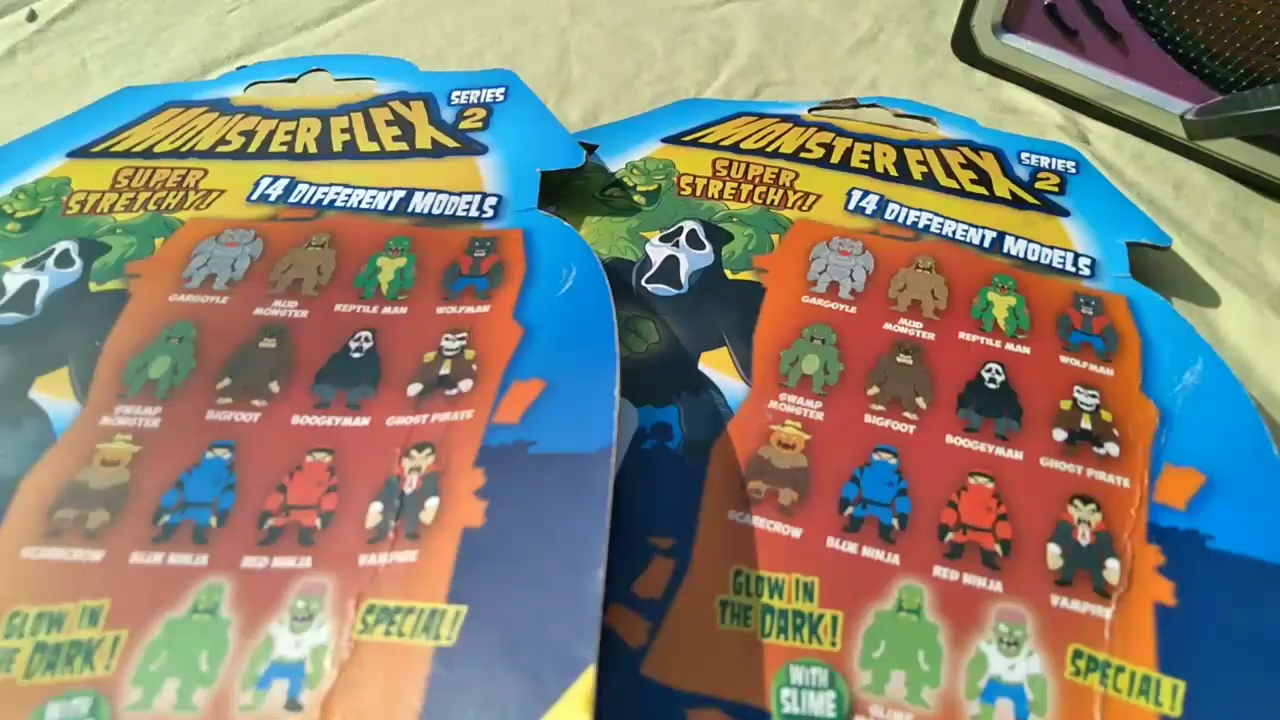 MONSTER FLEX
SERIES
2
SUPER
STRETCHY!
14 DIFFERENT MODELS
GARGOYLE
MUD
MONSTER
REPTILE MAN
WOLFMAN
SWAMP
MONSTER
BIGFOOT
BOOGEYMAN
GHOST PIRATE
SCARECROW
BLUE NINJA
RED NINJA
VAMPIRE
GLOW IN
THE DARK!
SPECIAL!
WITH
MONSTER FLEX
SERIES
2
SUPER
STRETCHY!
14 DIFFERENT MODELS
GARGOYLE
MUD
MONSTER
REPTILE MAN
WOLFMAN
SWAMP
MONSTER
BIGFOOT
BOOGEYMAN
GHOST PIRATE
SCARECROW
BLUE NINJA
RED NINJA
VAMPIRE
GLOW IN
THE DARK!
WITH
SLIME
SPECIAL!